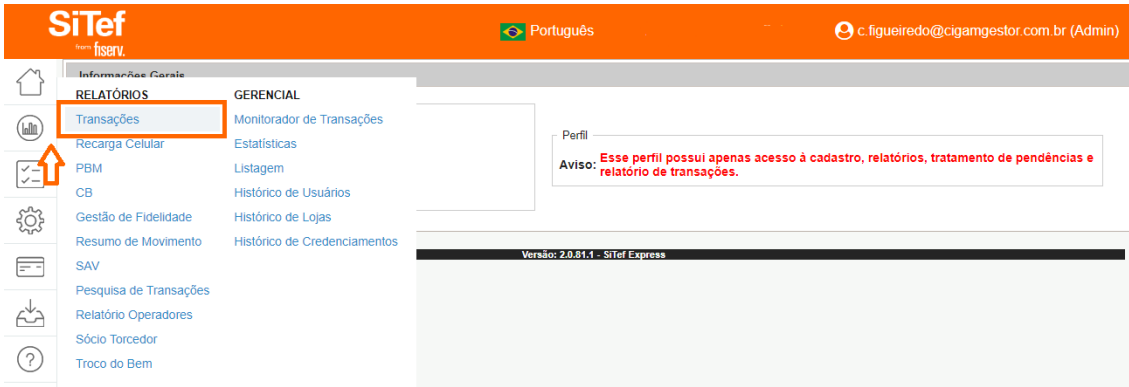 SiTef
from fiserv.
Português
c.figueiredo@cigamgestor.com.br (Admin)
Informações Gerais
RELATÓRIOS
Transações
Recarga Celular
PBM
CB
Gestão de Fidelidade
Resumo de Movimento
SAV
Pesquisa de Transações
Relatório Operadores
Sócio Torcedor
Troco do Bem
GERENCIAL
Monitorador de Transações
Estatísticas
Listagem
Histórico de Usuários
Histórico de Lojas
Histórico de Credenciamentos
Perfil
Aviso: Esse perfil possui apenas acesso à cadastro, relatórios, tratamento de pendências e
relatório de transações.
Versão: 2.0.81.1 - SiTef Express